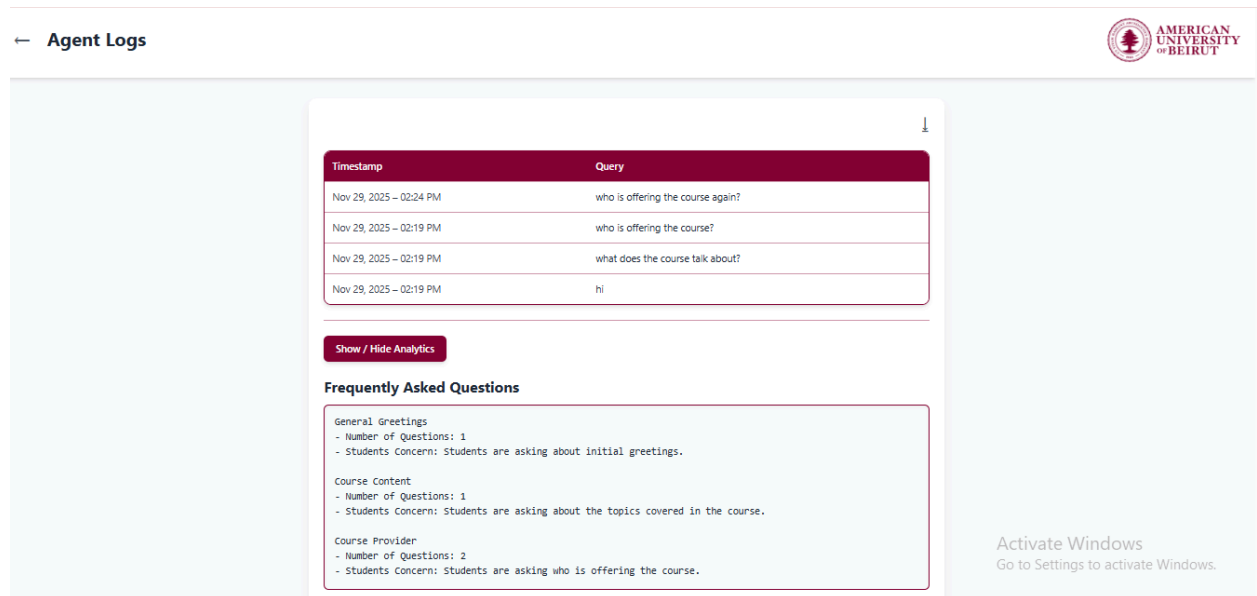 ← Agent Logs
AMERICAN
UNIVERSITY
OF BEIRUT
Timestamp Query
Nov 29, 2025 – 02:24 PM who is offering the course again?
Nov 29, 2025 – 02:19 PM who is offering the course?
Nov 29, 2025 – 02:19 PM what does the course talk about?
Nov 29, 2025 – 02:19 PM hi
Show / Hide Analytics
Frequently Asked Questions
General Greetings
- Number of Questions: 1
- Students Concern: Students are asking about initial greetings.
Course Content
- Number of Questions: 1
- Students Concern: Students are asking about the topics covered in the course.
Course Provider
- Number of Questions: 2
- Students Concern: Students are asking who is offering the course.
Activate Windows
Go to Settings to activate Windows.